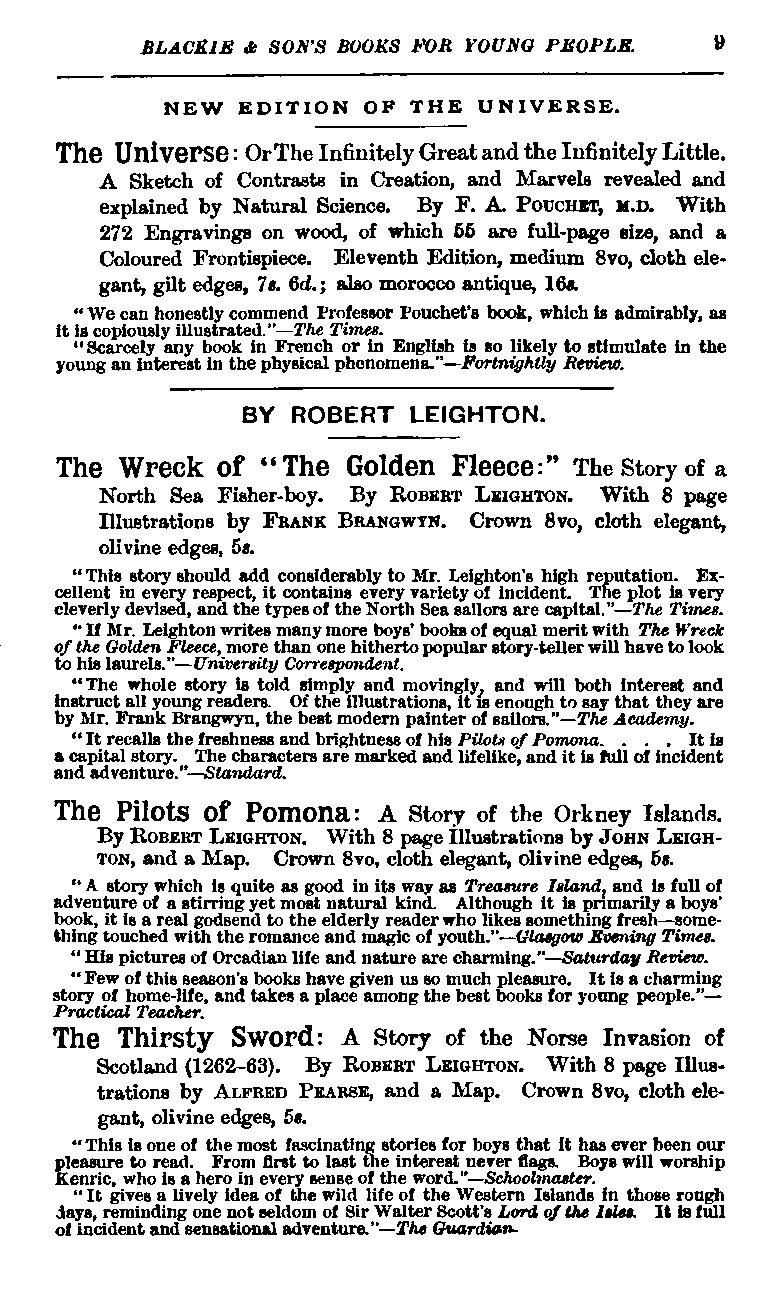 BLACKIE & SON'S BOOKS FOR YOUNG PEOPLE. 9
NEW EDITION OF THE UNIVERSE.
The Universe: Or The Infinitely Great and the Infinitely Little.
A Sketch of Contrasts in Creation, and Marvels revealed and
explained by Natural Science. By F. A. POUCHET, M.D. With
272 Engravings on wood, of which 55 are full-page size, and a
Coloured Frontispiece. Eleventh Edition, medium 8vo, cloth ele-
gant, gilt edges, 7s. 6d.; also morocco antique, 16s.
"We can honestly commend Professor Pouchet's book, which is admirably, as
it is copiously illustrated."—The Times.
"Scarcely any book in French or in English is so likely to stimulate in the
young an interest in the physical phenomena."—Fortnightly Review.
BY ROBERT LEIGHTON.
The Wreck of "The Golden Fleece:" The Story of a
North Sea Fisher-boy. By ROBERT LEIGHTON. With 8 page
Illustrations by FRANK BRANGWYN. Crown 8vo, cloth elegant,
olivine edges, 5s.
"This story should add considerably to Mr. Leighton's high reputation. Ex-
cellent in every respect, it contains every variety of incident. The plot is very
cleverly devised, and the types of the North Sea sailors are capital."—The Times.
"If Mr. Leighton writes many more boys' books of equal merit with The Wreck
of the Golden Fleece, more than one hitherto popular story-teller will have to look
to his laurels."—University Correspondent.
"The whole story is told simply and movingly, and will both interest and
instruct all young readers. Of the illustrations, it is enough to say that they are
by Mr. Frank Brangwyn, the best modern painter of sailors."—The Academy.
"It recalls the freshness and brightness of his Pilots of Pomona. . . . . It is
a capital story. The characters are marked and lifelike, and it is full of incident
and adventure."—Standard.
The Pilots of Pomona: A Story of the Orkney Islands.
By ROBERT LEIGHTON. With 8 page Illustrations by JOHN LEIGH-
TON, and a Map. Crown 8vo, cloth elegant, olivine edges, 5s.
"A story which is quite as good in its way as Treasure Island, and is full of
adventure of a stirring yet most natural kind. Although it is primarily a boys'
book, it is a real godsend to the elderly reader who likes something fresh—some-
thing touched with the romance and magic of youth."—Glasgow Evening Times.
"His pictures of Orcadian life and nature are charming."—Saturday Review.
"Few of this season's books have given us so much pleasure. It is a charming
story of home-life, and takes a place among the best books for young people."—
Practical Teacher.
The Thirsty Sword: A Story of the Norse Invasion of
Scotland (1262-63). By ROBERT LEIGHTON. With 8 page Illus-
trations by ALFRED PEARSE, and a Map. Crown 8vo, cloth ele-
gant, olivine edges, 5s.
"This is one of the most fascinating stories for boys that it has ever been our
pleasure to read. From first to last the interest never flags. Boys will worship
Kenric, who is a hero in every sense of the word."—Schoolmaster.
"It gives a lively idea of the wild life of the Western Islands in those rough
days, reminding one not seldom of Sir Walter Scott's Lord of the Isles. It is full
of incident and sensational adventure."—The Guardian.